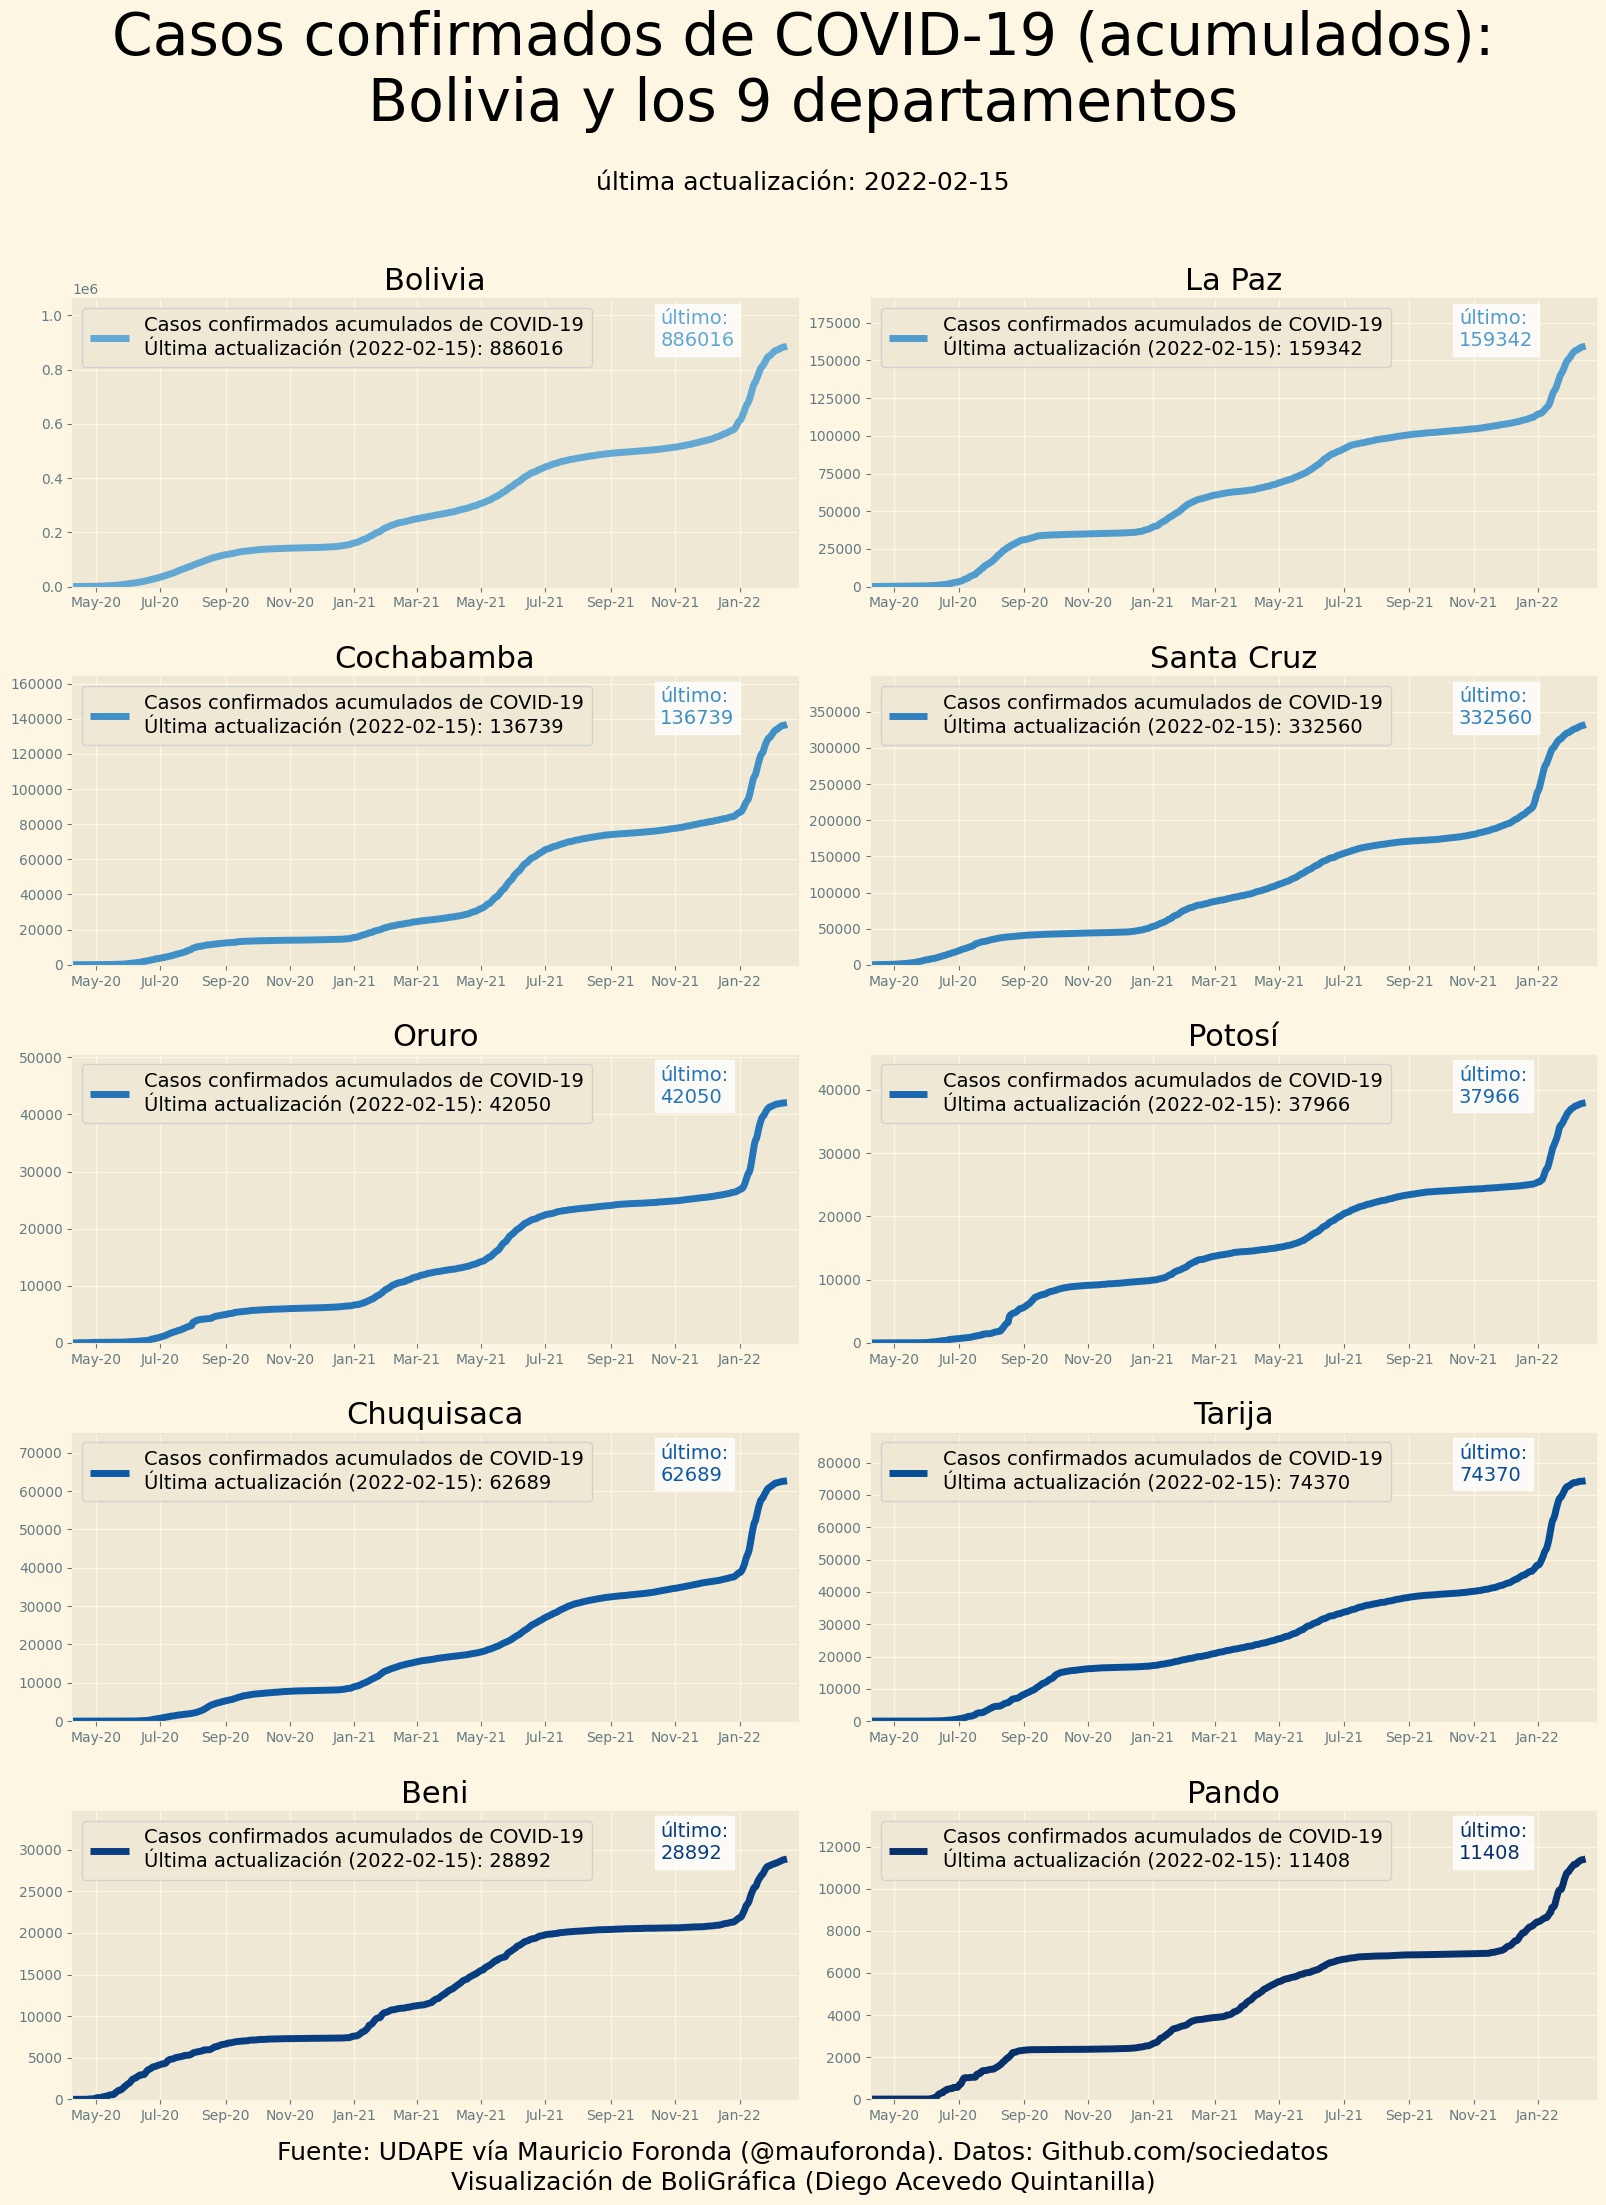 Casos confirmados de COVID-19 (acumulados):
Bolivia y los 9 departamentos
última actualización: 2022-02-15
Bolivia
1e6
Casos confirmados acumulados de COVID-19
Última actualización (2022-02-15): 886016
último:
886016
1.0
0.8
0.6
0.4
0.2
0.0
May-20 Jul-20 Sep-20 Nov-20 Jan-21 Mar-21 May-21 Jul-21 Sep-21 Nov-21 Jan-22
La Paz
Casos confirmados acumulados de COVID-19
Última actualización (2022-02-15): 159342
último:
159342
175000
150000
125000
100000
75000
50000
25000
0
May-20 Jul-20 Sep-20 Nov-20 Jan-21 Mar-21 May-21 Jul-21 Sep-21 Nov-21 Jan-22
Cochabamba
Casos confirmados acumulados de COVID-19
Última actualización (2022-02-15): 136739
último:
136739
160000
140000
120000
100000
80000
60000
40000
20000
0
May-20 Jul-20 Sep-20 Nov-20 Jan-21 Mar-21 May-21 Jul-21 Sep-21 Nov-21 Jan-22
Santa Cruz
Casos confirmados acumulados de COVID-19
Última actualización (2022-02-15): 332560
último:
332560
350000
300000
250000
200000
150000
100000
50000
0
May-20 Jul-20 Sep-20 Nov-20 Jan-21 Mar-21 May-21 Jul-21 Sep-21 Nov-21 Jan-22
Oruro
Casos confirmados acumulados de COVID-19
Última actualización (2022-02-15): 42050
último:
42050
50000
40000
30000
20000
10000
0
May-20 Jul-20 Sep-20 Nov-20 Jan-21 Mar-21 May-21 Jul-21 Sep-21 Nov-21 Jan-22
Potosí
Casos confirmados acumulados de COVID-19
Última actualización (2022-02-15): 37966
último:
37966
40000
30000
20000
10000
0
May-20 Jul-20 Sep-20 Nov-20 Jan-21 Mar-21 May-21 Jul-21 Sep-21 Nov-21 Jan-22
Chuquisaca
Casos confirmados acumulados de COVID-19
Última actualización (2022-02-15): 62689
último:
62689
70000
60000
50000
40000
30000
20000
10000
0
May-20 Jul-20 Sep-20 Nov-20 Jan-21 Mar-21 May-21 Jul-21 Sep-21 Nov-21 Jan-22
Tarija
Casos confirmados acumulados de COVID-19
Última actualización (2022-02-15): 74370
último:
74370
80000
70000
60000
50000
40000
30000
20000
10000
0
May-20 Jul-20 Sep-20 Nov-20 Jan-21 Mar-21 May-21 Jul-21 Sep-21 Nov-21 Jan-22
Beni
Casos confirmados acumulados de COVID-19
Última actualización (2022-02-15): 28892
último:
28892
30000
25000
20000
15000
10000
5000
0
May-20 Jul-20 Sep-20 Nov-20 Jan-21 Mar-21 May-21 Jul-21 Sep-21 Nov-21 Jan-22
Pando
Casos confirmados acumulados de COVID-19
Última actualización (2022-02-15): 11408
último:
11408
12000
10000
8000
6000
4000
2000
0
May-20 Jul-20 Sep-20 Nov-20 Jan-21 Mar-21 May-21 Jul-21 Sep-21 Nov-21 Jan-22
Fuente: UDAPE vía Mauricio Foronda (@mauforonda). Datos: Github.com/sociedatos
Visualización de BoliGráfica (Diego Acevedo Quintanilla)